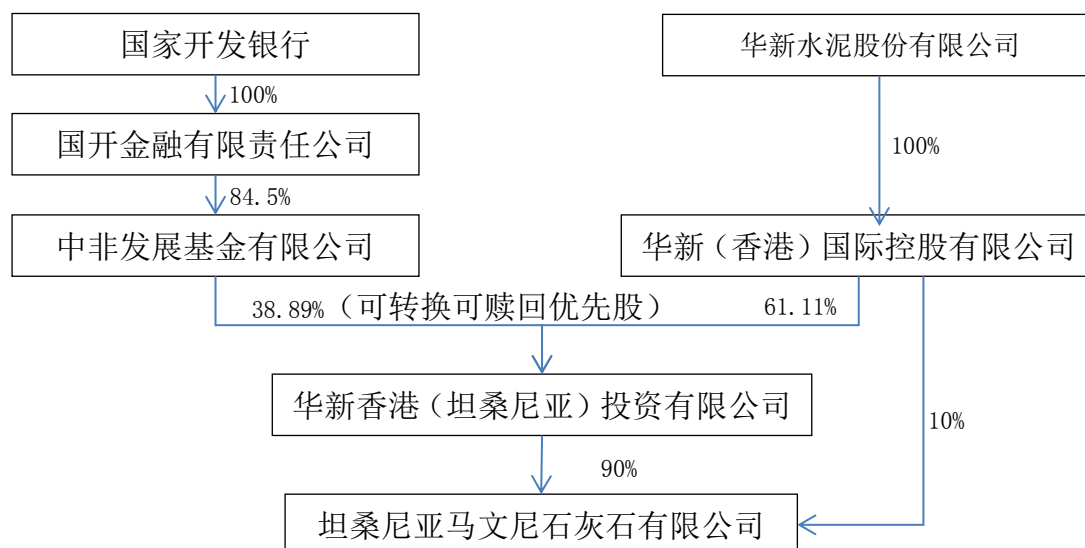 国家开发银行
华新水泥股份有限公司
100%
国开金融有限责任公司
100%
84.5%
中非发展基金有限公司
华新（香港）国际控股有限公司
38.89%（可转换可赎回优先股）
61.11%
华新香港（坦桑尼亚）投资有限公司
10%
90%
坦桑尼亚马文尼石灰石有限公司